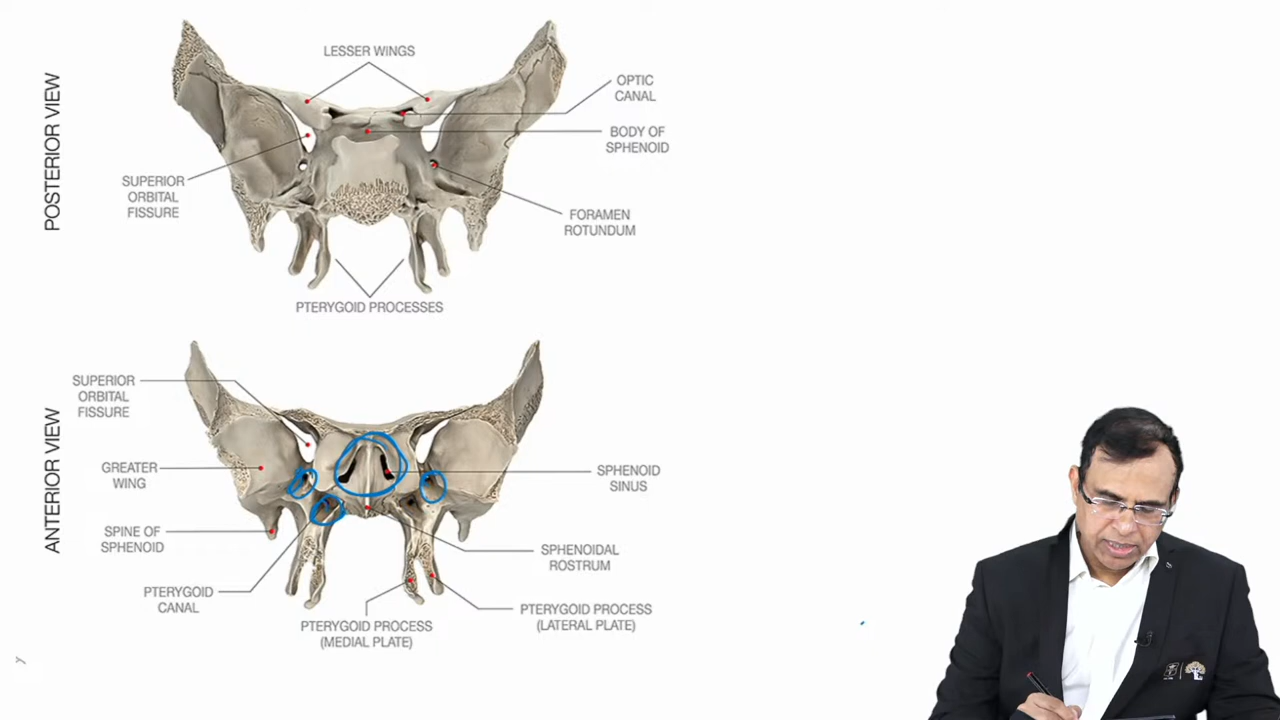 POSTERIOR VIEW
LESSER WINGS
OPTIC
CANAL
BODY OF
SPHENOID
SUPERIOR
ORBITAL
FISSURE
FORAMEN
ROTUNDUM
PTERYGOID PROCESSES
ANTERIOR VIEW
SUPERIOR
ORBITAL
FISSURE
GREATER
WING
SPHENOID
SINUS
SPINE OF
SPHENOID
SPHENOIDAL
ROSTRUM
PTERYGOID
CANAL
PTERYGOID PROCESS
(LATERAL PLATE)
PTERYGOID PROCESS
(MEDIAL PLATE)
y